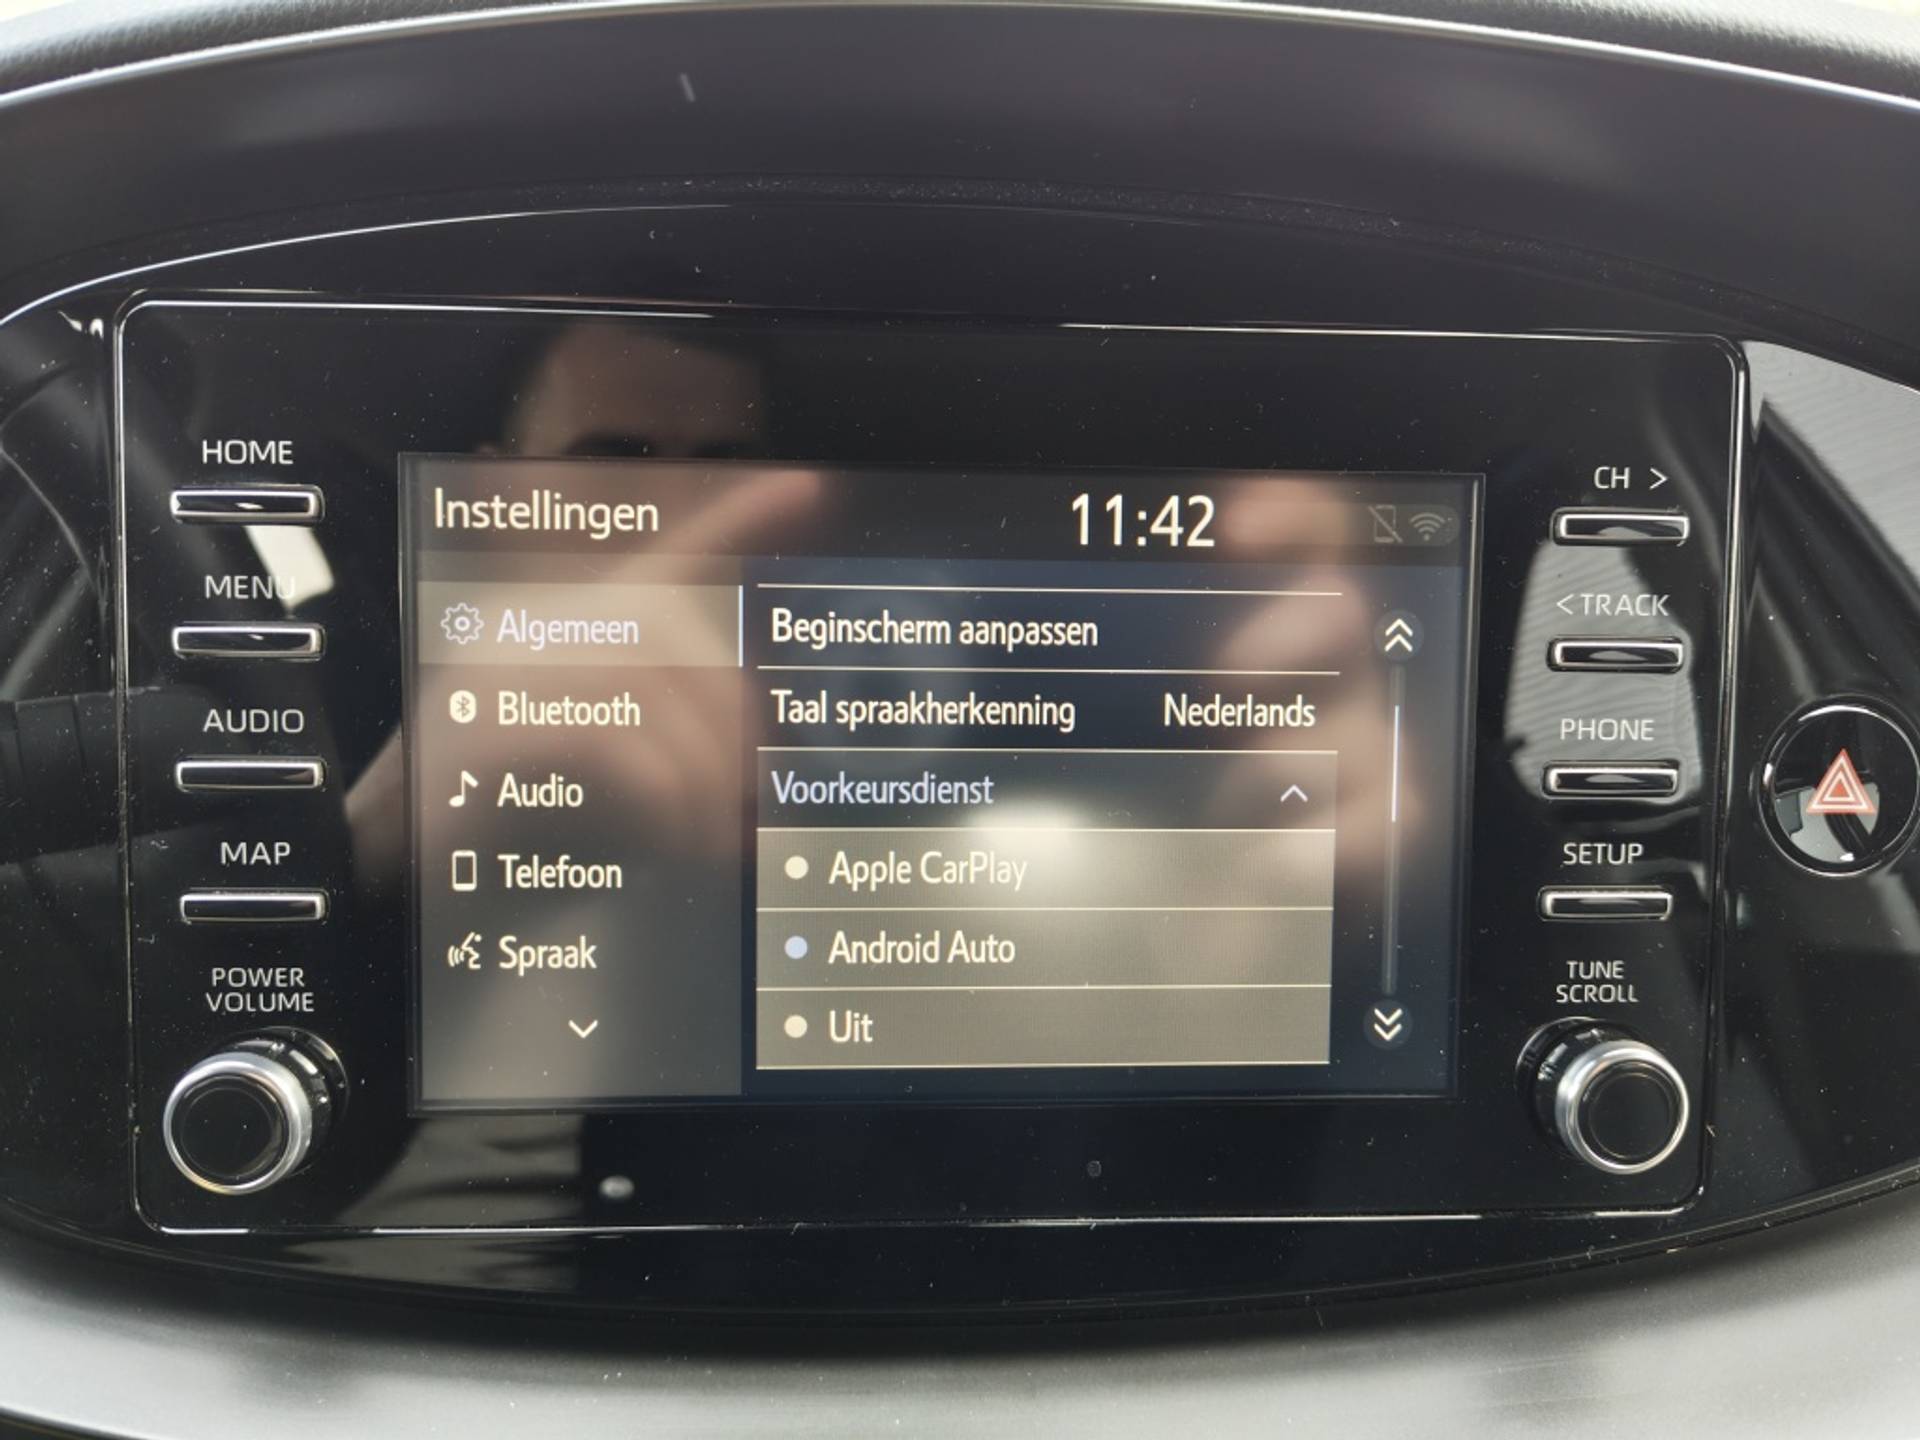 HOME
MENU
AUDIO
MAP
POWER
VOLUME
Instellingen
11:42
Algemeen
Bluetooth
Audio
Telefoon
Spraak
Beginscherm aanpassen
Taal spraakherkenning Nederlands
Voorkeursdienst
Apple CarPlay
Android Auto
Uit
CH >
< TRACK
PHONE
SETUP
TUNE
SCROLL